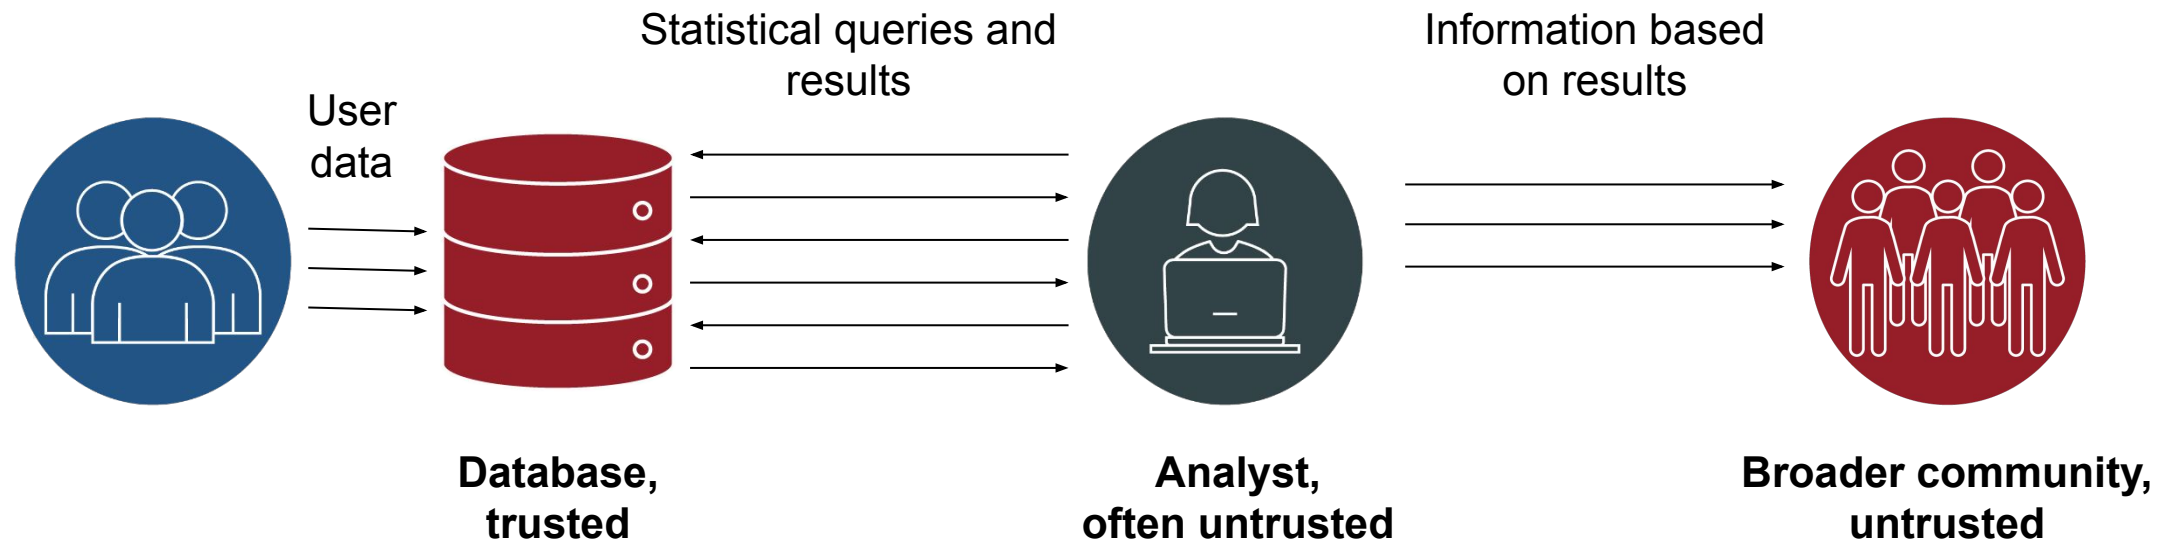 Statistical queries and
results
Information based
on results
User
data
Database,
trusted
Analyst,
often untrusted
Broader community,
untrusted